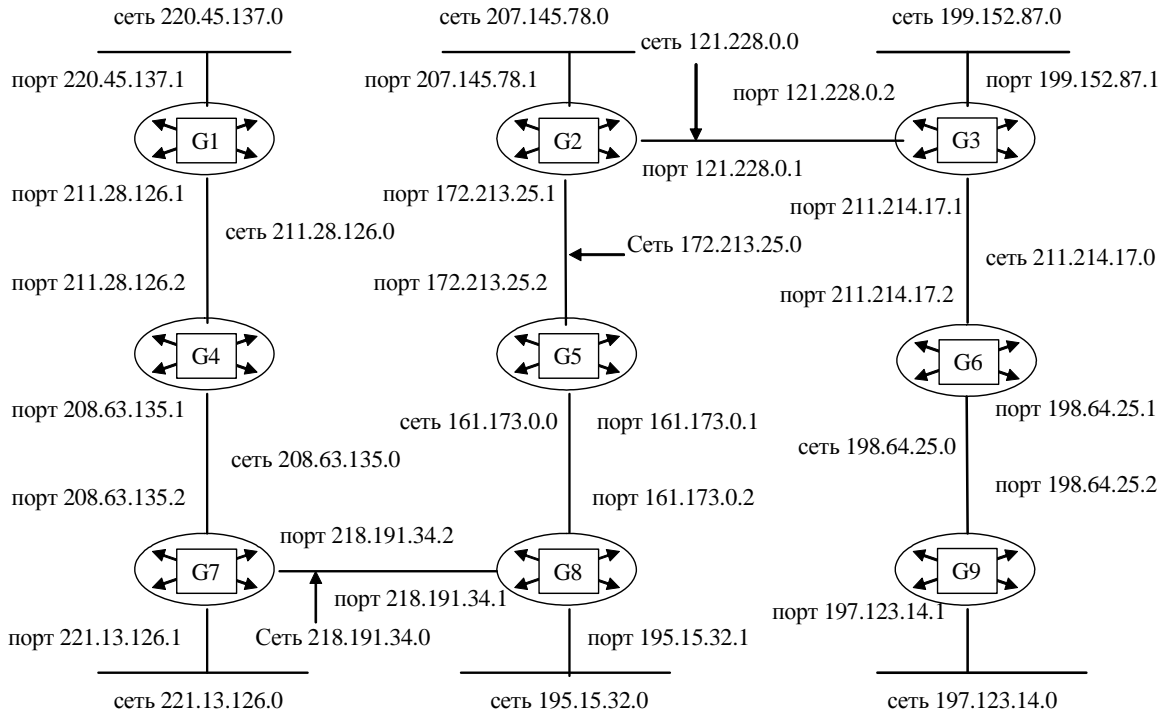 сеть 220.45.137.0
сеть 207.145.78.0
сеть 199.152.87.0
сеть 121.228.0.0
порт 220.45.137.1
порт 207.145.78.1
порт 121.228.0.2
порт 199.152.87.1
G1
G2
G3
порт 121.228.0.1
порт 211.28.126.1
порт 172.213.25.1
порт 211.214.17.1
сеть 211.28.126.0
Сеть 172.213.25.0
сеть 211.214.17.0
порт 211.28.126.2
порт 172.213.25.2
порт 211.214.17.2
G4
G5
G6
порт 208.63.135.1
сеть 161.173.0.0
порт 161.173.0.1
порт 198.64.25.1
сеть 208.63.135.0
сеть 198.64.25.0
порт 208.63.135.2
порт 161.173.0.2
порт 198.64.25.2
порт 218.191.34.2
G7
G8
G9
порт 218.191.34.1
порт 197.123.14.1
порт 221.13.126.1
Сеть 218.191.34.0
порт 195.15.32.1
сеть 221.13.126.0
сеть 195.15.32.0
сеть 197.123.14.0